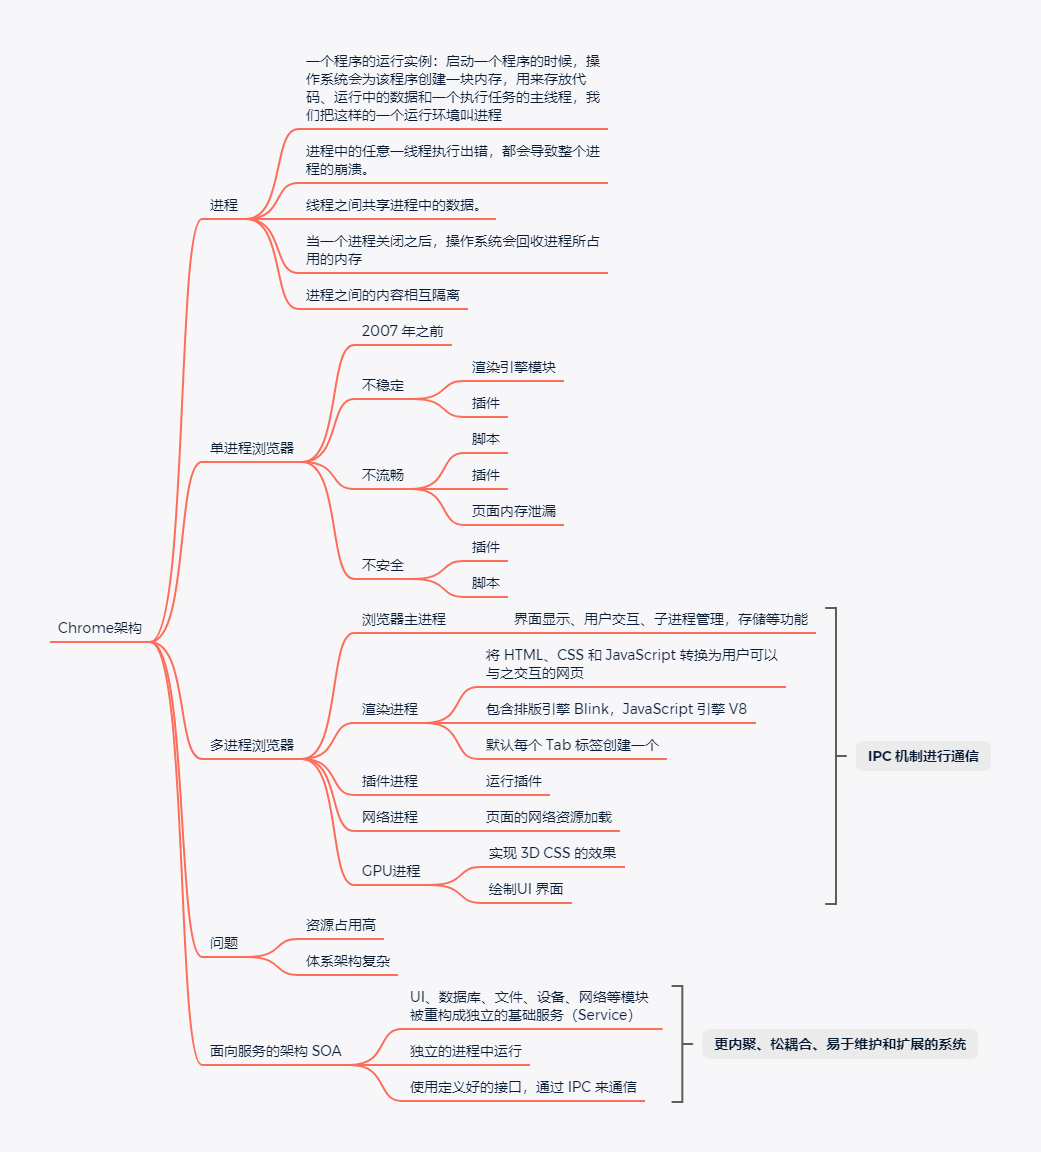 一个程序的运行实例：启动一个程序的时候，操
作系统会为该程序创建一块内存，用来存放代
码、运行中的数据和一个执行任务的主线程，我
们把这样的一个运行环境叫进程
进程中的任意一线程执行出错，都会导致整个进
程的崩溃。
进程
线程之间共享进程中的数据。
当一个进程关闭之后，操作系统会回收进程所占
用的内存
进程之间的内容相互隔离
2007 年之前
渲染引擎模块
不稳定
插件
脚本
单进程浏览器
不流畅
插件
页面内存泄漏
插件
不安全
脚本
Chrome架构
浏览器主进程
界面显示、用户交互、子进程管理，存储等功能
将 HTML、CSS 和 JavaScript 转换为用户可以
与之交互的网页
渲染进程
包含排版引擎 Blink，JavaScript 引擎 V8
多进程浏览器
默认每个 Tab 标签创建一个
IPC 机制进行通信
插件进程
运行插件
网络进程
页面的网络资源加载
实现 3D CSS 的效果
GPU进程
绘制UI 界面
资源占用高
问题
体系架构复杂
UI、数据库、文件、设备、网络等模块
被重构成独立的基础服务（Service）
面向服务的架构 SOA
独立的进程中运行
更内聚、松耦合、易于维护和扩展的系统
使用定义好的接口，通过 IPC 来通信